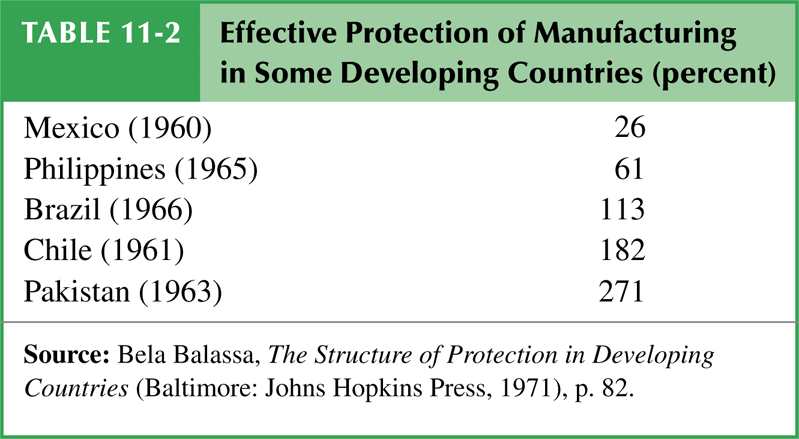 TABLE 11-2
Effective Protection of Manufacturing
in Some Developing Countries (percent)
Mexico (1960) 26
Philippines (1965) 61
Brazil (1966) 113
Chile (1961) 182
Pakistan (1963) 271
Source: Bela Balassa, The Structure of Protection in Developing
Countries (Baltimore: Johns Hopkins Press, 1971), p. 82.